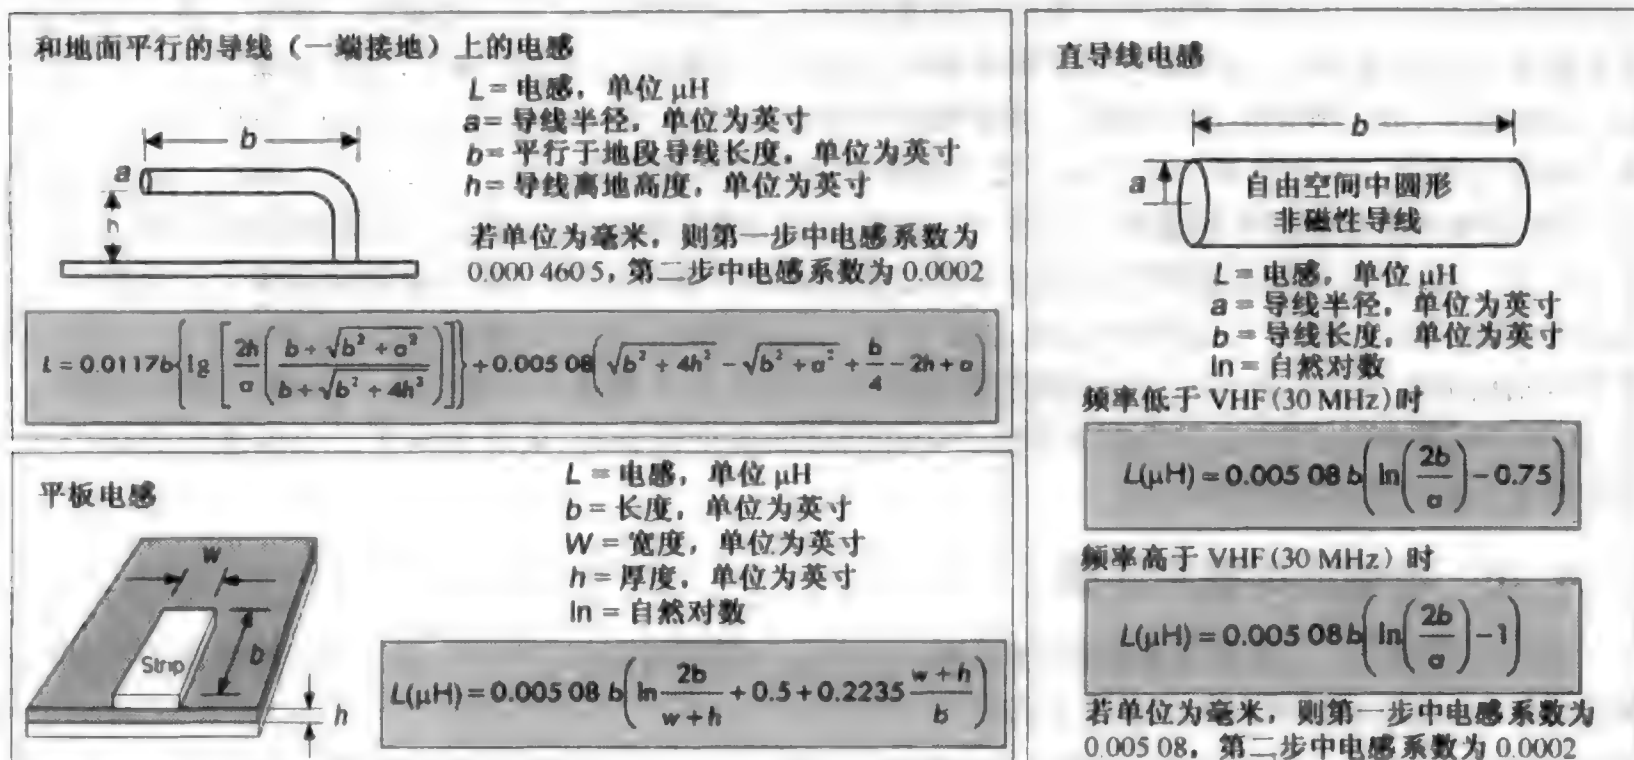 和地面平行的导线（一端接地）上的电感
L = 电感，单位 μH
a = 导线半径，单位为英寸
b = 平行于地段导线长度，单位为英寸
h = 导线离地高度，单位为英寸
若单位为毫米，则第一步中电感系数为
0.000 460 5，第二步中电感系数为 0.0002
b
a
h
L = 0.0117b{lg[2h/a((b + √(b² + a²))/(b + √(b² + 4h²)))]} + 0.005 08(√(b² + 4h²) − √(b² + a²) + b/4 − 2h + a)
平板电感
L = 电感，单位 μH
b = 长度，单位为英寸
W = 宽度，单位为英寸
h = 厚度，单位为英寸
ln = 自然对数
W
Strip
b
h
L(μH) = 0.005 08 b(ln 2b/(w + h) + 0.5 + 0.2235 (w + h)/b)
直导线电感
b
a
自由空间中圆形
非磁性导线
L = 电感，单位 μH
a = 导线半径，单位为英寸
b = 导线长度，单位为英寸
ln = 自然对数
频率低于 VHF (30 MHz) 时
L(μH) = 0.005 08 b(ln(2b/a) − 0.75)
频率高于 VHF (30 MHz) 时
L(μH) = 0.005 08 b(ln(2b/a) − 1)
若单位为毫米，则第一步中电感系数为
0.005 08，第二步中电感系数为 0.0002